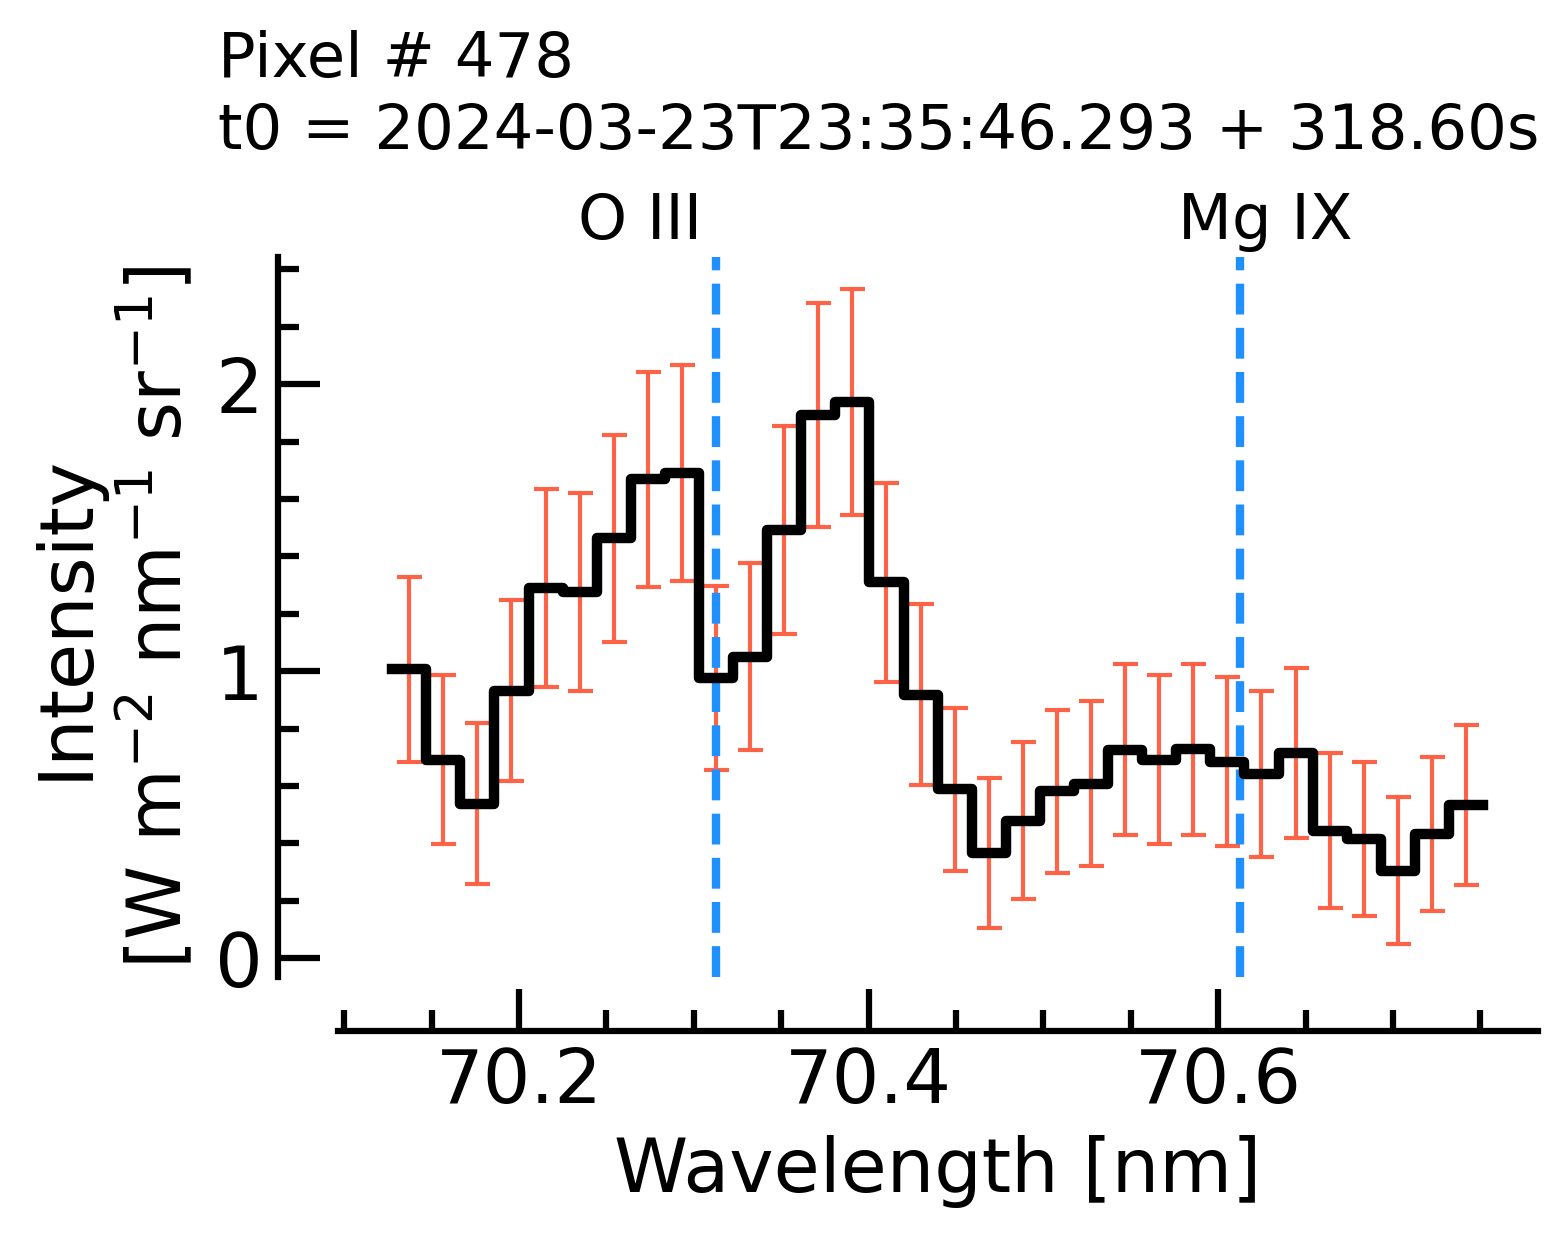 Pixel # 478
t0 = 2024-03-23T23:35:46.293 + 318.60s
O III
Mg IX
Intensity
[W m⁻² nm⁻¹ sr⁻¹]
2
1
0
70.2
70.4
70.6
Wavelength [nm]